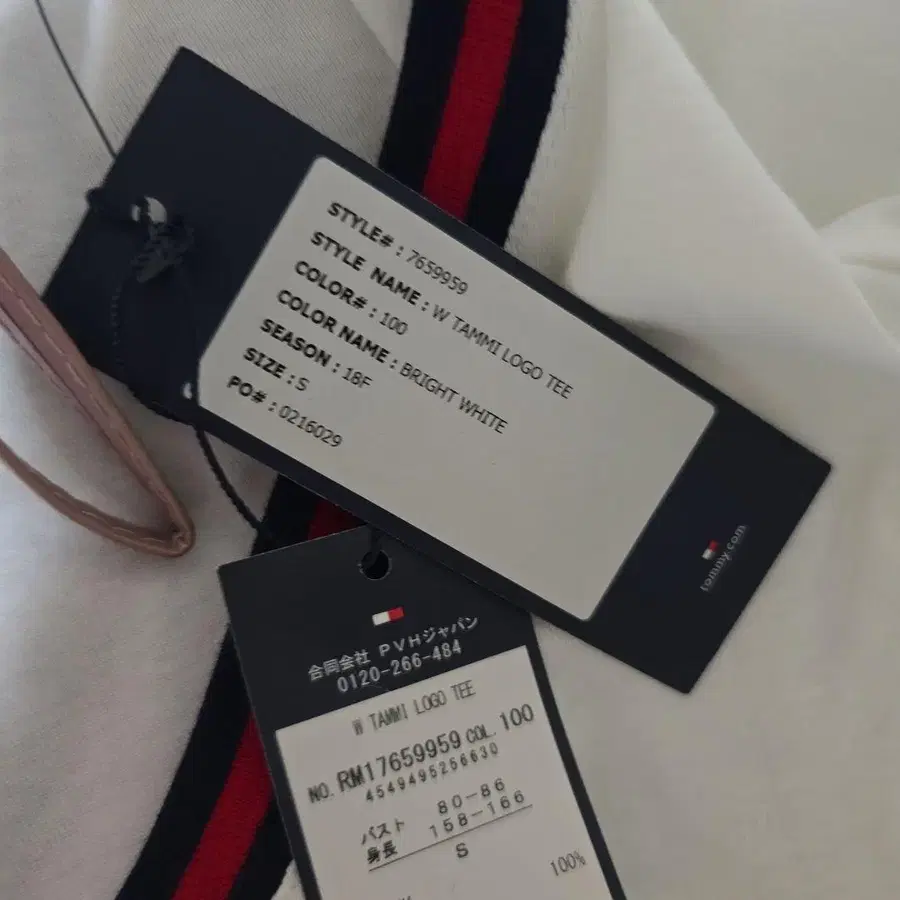 STYLE# : 7659959
STYLE NAME : W TAMMI LOGO TEE
COLOR# : 100
COLOR NAME : BRIGHT WHITE
SEASON : 18F
SIZE : S
PO# : 0216029
tommy.com
合同会社 PVHジャパン
0120-266-484
W TAMMI LOGO TEE
NO. RM17659959 COL. 100
4549495256630
バスト 80-86
身長 158-166
S
100%